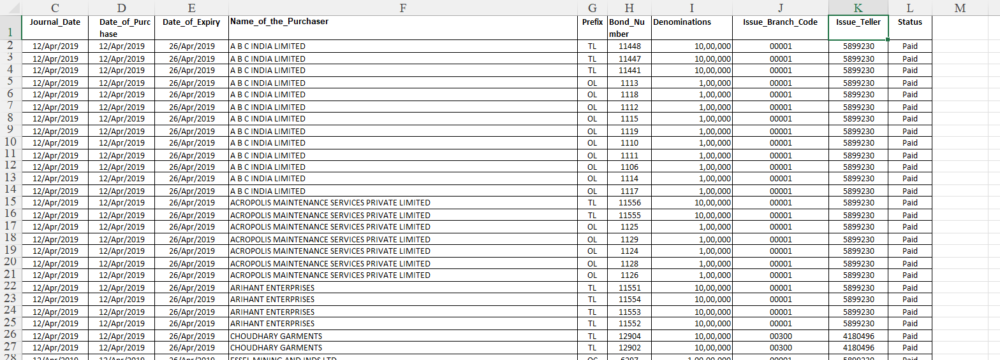 C D E F G H I J K L M
1 Journal_Date Date_of_Purc Date_of_Expiry Name_of_the_Purchaser Prefix Bond_Nu Denominations Issue_Branch_Code Issue_Teller Status
hase mber
2 12/Apr/2019 12/Apr/2019 26/Apr/2019 A B C INDIA LIMITED TL 11448 10,00,000 00001 5899230 Paid
3 12/Apr/2019 12/Apr/2019 26/Apr/2019 A B C INDIA LIMITED TL 11447 10,00,000 00001 5899230 Paid
4 12/Apr/2019 12/Apr/2019 26/Apr/2019 A B C INDIA LIMITED TL 11441 10,00,000 00001 5899230 Paid
5 12/Apr/2019 12/Apr/2019 26/Apr/2019 A B C INDIA LIMITED OL 1113 1,00,000 00001 5899230 Paid
6 12/Apr/2019 12/Apr/2019 26/Apr/2019 A B C INDIA LIMITED OL 1118 1,00,000 00001 5899230 Paid
7 12/Apr/2019 12/Apr/2019 26/Apr/2019 A B C INDIA LIMITED OL 1112 1,00,000 00001 5899230 Paid
8 12/Apr/2019 12/Apr/2019 26/Apr/2019 A B C INDIA LIMITED OL 1115 1,00,000 00001 5899230 Paid
9 12/Apr/2019 12/Apr/2019 26/Apr/2019 A B C INDIA LIMITED OL 1119 1,00,000 00001 5899230 Paid
10 12/Apr/2019 12/Apr/2019 26/Apr/2019 A B C INDIA LIMITED OL 1110 1,00,000 00001 5899230 Paid
11 12/Apr/2019 12/Apr/2019 26/Apr/2019 A B C INDIA LIMITED OL 1111 1,00,000 00001 5899230 Paid
12 12/Apr/2019 12/Apr/2019 26/Apr/2019 A B C INDIA LIMITED OL 1106 1,00,000 00001 5899230 Paid
13 12/Apr/2019 12/Apr/2019 26/Apr/2019 A B C INDIA LIMITED OL 1114 1,00,000 00001 5899230 Paid
14 12/Apr/2019 12/Apr/2019 26/Apr/2019 A B C INDIA LIMITED OL 1117 1,00,000 00001 5899230 Paid
15 12/Apr/2019 12/Apr/2019 26/Apr/2019 ACROPOLIS MAINTENANCE SERVICES PRIVATE LIMITED TL 11556 10,00,000 00001 5899230 Paid
16 12/Apr/2019 12/Apr/2019 26/Apr/2019 ACROPOLIS MAINTENANCE SERVICES PRIVATE LIMITED TL 11555 10,00,000 00001 5899230 Paid
17 12/Apr/2019 12/Apr/2019 26/Apr/2019 ACROPOLIS MAINTENANCE SERVICES PRIVATE LIMITED OL 1125 1,00,000 00001 5899230 Paid
18 12/Apr/2019 12/Apr/2019 26/Apr/2019 ACROPOLIS MAINTENANCE SERVICES PRIVATE LIMITED OL 1129 1,00,000 00001 5899230 Paid
19 12/Apr/2019 12/Apr/2019 26/Apr/2019 ACROPOLIS MAINTENANCE SERVICES PRIVATE LIMITED OL 1124 1,00,000 00001 5899230 Paid
20 12/Apr/2019 12/Apr/2019 26/Apr/2019 ACROPOLIS MAINTENANCE SERVICES PRIVATE LIMITED OL 1128 1,00,000 00001 5899230 Paid
21 12/Apr/2019 12/Apr/2019 26/Apr/2019 ACROPOLIS MAINTENANCE SERVICES PRIVATE LIMITED OL 1126 1,00,000 00001 5899230 Paid
22 12/Apr/2019 12/Apr/2019 26/Apr/2019 ARIHANT ENTERPRISES TL 11551 10,00,000 00001 5899230 Paid
23 12/Apr/2019 12/Apr/2019 26/Apr/2019 ARIHANT ENTERPRISES TL 11554 10,00,000 00001 5899230 Paid
24 12/Apr/2019 12/Apr/2019 26/Apr/2019 ARIHANT ENTERPRISES TL 11553 10,00,000 00001 5899230 Paid
25 12/Apr/2019 12/Apr/2019 26/Apr/2019 ARIHANT ENTERPRISES TL 11552 10,00,000 00001 5899230 Paid
26 12/Apr/2019 12/Apr/2019 26/Apr/2019 CHOUDHARY GARMENTS TL 12904 10,00,000 00300 4180496 Paid
27 12/Apr/2019 12/Apr/2019 26/Apr/2019 CHOUDHARY GARMENTS TL 12902 10,00,000 00300 4180496 Paid
28 12/Apr/2019 12/Apr/2019 26/Apr/2019 ESSEL MINING AND INDS LTD